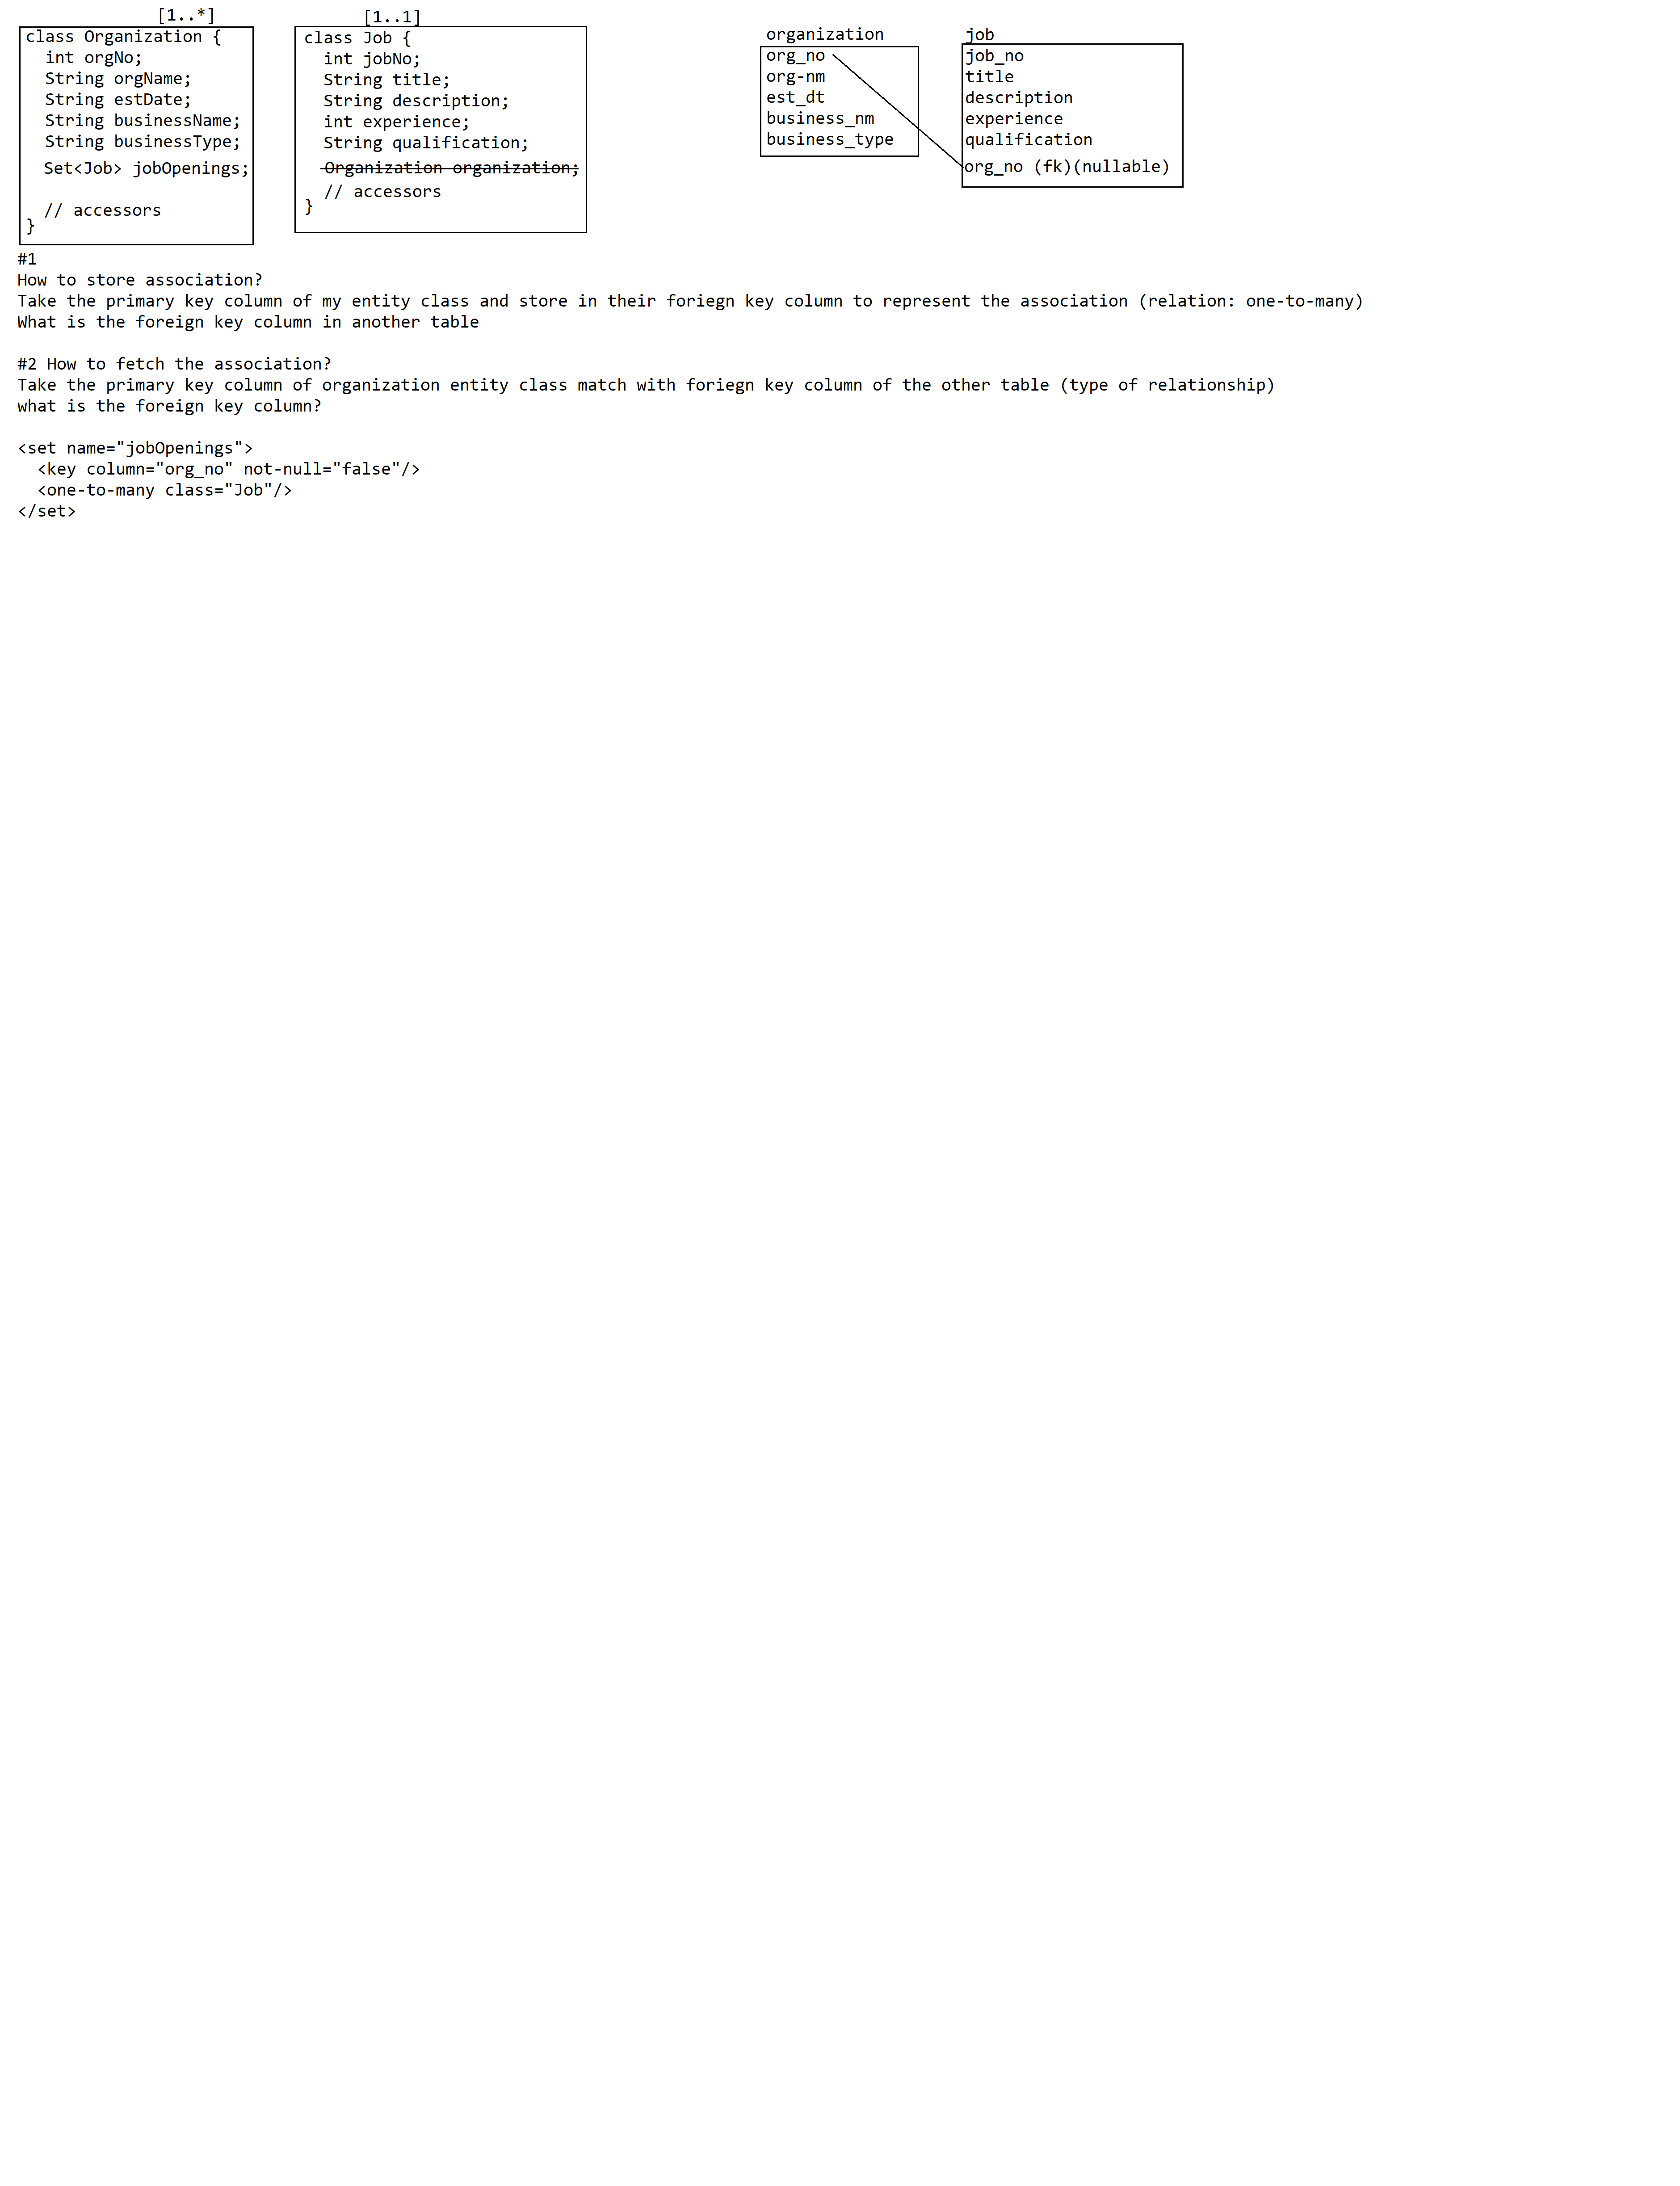 [1..*]
class Organization {
  int orgNo;
  String orgName;
  String estDate;
  String businessName;
  String businessType;
  Set<Job> jobOpenings;
  // accessors
}
[1..1]
class Job {
  int jobNo;
  String title;
  String description;
  int experience;
  String qualification;
  Organization organization;
  // accessors
}
organization
org_no
org-nm
est_dt
business_nm
business_type
job
job_no
title
description
experience
qualification
org_no (fk)(nullable)
#1
How to store association?
Take the primary key column of my entity class and store in their foriegn key column to represent the association (relation: one-to-many)
What is the foreign key column in another table
#2 How to fetch the association?
Take the primary key column of organization entity class match with foriegn key column of the other table (type of relationship)
what is the foreign key column?
<set name="jobOpenings">
  <key column="org_no" not-null="false"/>
  <one-to-many class="Job"/>
</set>